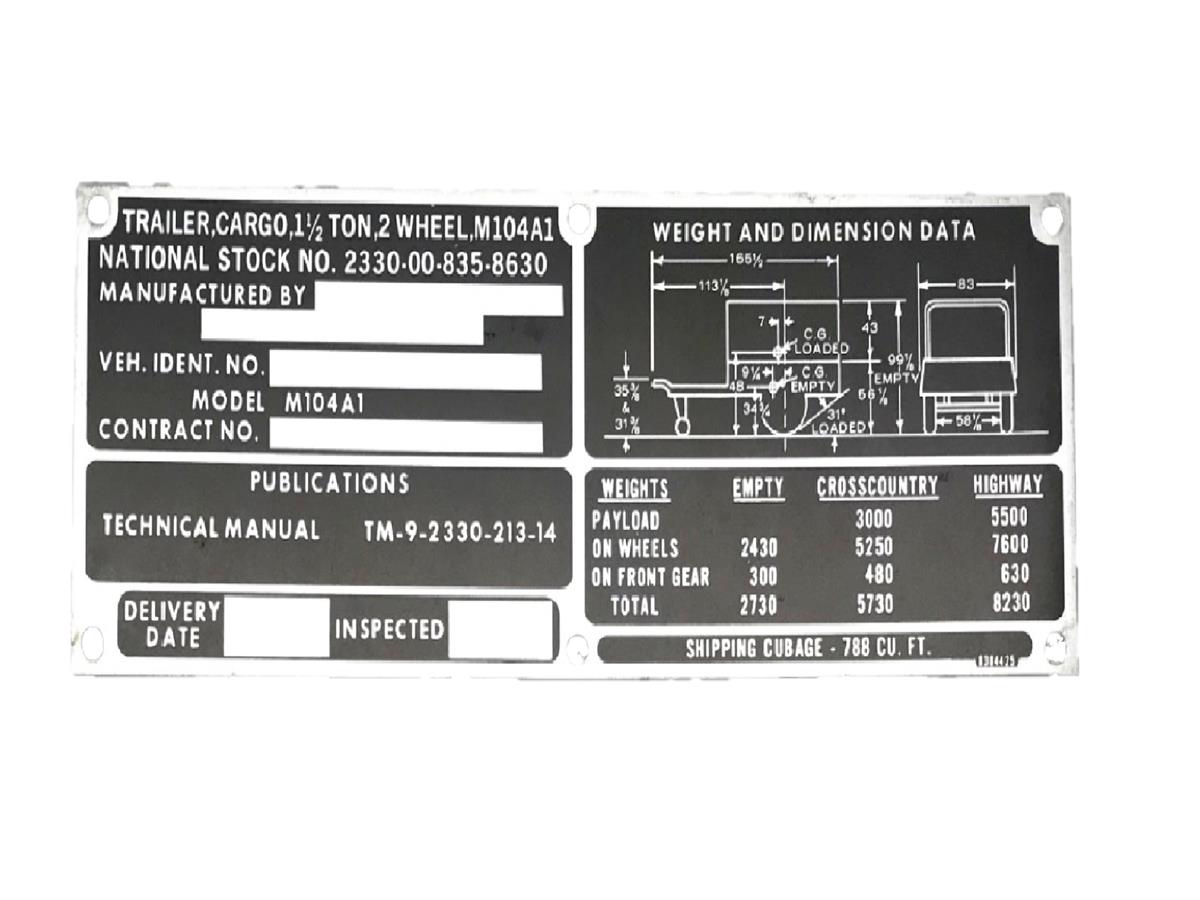 TRAILER,CARGO,1½ TON,2 WHEEL,M104A1
NATIONAL STOCK NO. 2330-00-835-8630
MANUFACTURED BY
VEH. IDENT. NO.
MODEL M104A1
CONTRACT NO.
PUBLICATIONS
TECHNICAL MANUAL TM-9-2330-213-14
DELIVERY
DATE
INSPECTED
WEIGHT AND DIMENSION DATA
166½
113⅛
83
7
C.G.
LOADED
43
99⅛
EMPTY
9¼
C.G.
EMPTY
48
35⅜
&
31⅜
34¾
31°
LOADED
56⅛
58⅛
WEIGHTS EMPTY CROSSCOUNTRY HIGHWAY
PAYLOAD 3000 5500
ON WHEELS 2430 5250 7600
ON FRONT GEAR 300 480 630
TOTAL 2730 5730 8230
SHIPPING CUBAGE - 788 CU. FT.